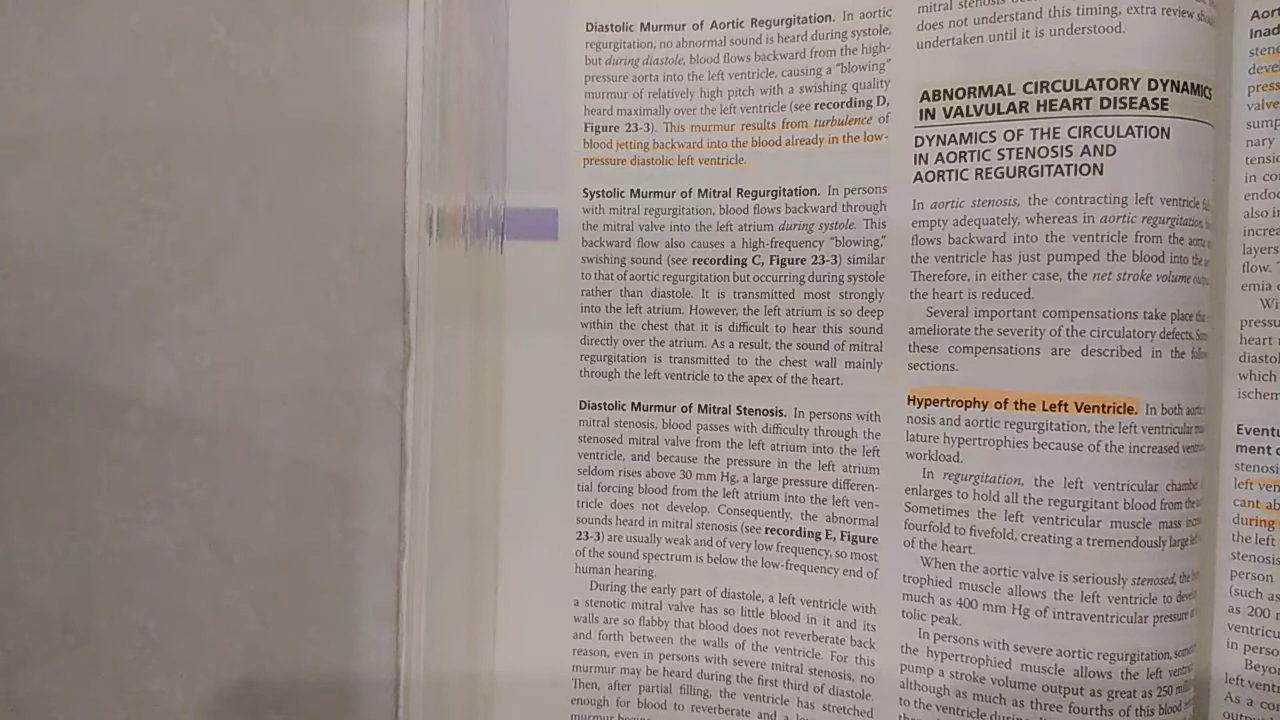 Diastolic Murmur of Aortic Regurgitation. In aortic
regurgitation, no abnormal sound is heard during systole,
but during diastole, blood flows backward from the high-
pressure aorta into the left ventricle, causing a “blowing”
murmur of relatively high pitch with a swishing quality
heard maximally over the left ventricle (see recording D,
Figure 23-3). This murmur results from turbulence of
blood jetting backward into the blood already in the low-
pressure diastolic left ventricle.
Systolic Murmur of Mitral Regurgitation. In persons
with mitral regurgitation, blood flows backward through
the mitral valve into the left atrium during systole. This
backward flow also causes a high-frequency “blowing,”
swishing sound (see recording C, Figure 23-3) similar
to that of aortic regurgitation but occurring during systole
rather than diastole. It is transmitted most strongly
into the left atrium. However, the left atrium is so deep
within the chest that it is difficult to hear this sound
directly over the atrium. As a result, the sound of mitral
regurgitation is transmitted to the chest wall mainly
through the left ventricle to the apex of the heart.
Diastolic Murmur of Mitral Stenosis. In persons with
mitral stenosis, blood passes with difficulty through the
stenosed mitral valve from the left atrium into the left
ventricle, and because the pressure in the left atrium
seldom rises above 30 mm Hg, a large pressure differen-
tial forcing blood from the left atrium into the left ven-
tricle does not develop. Consequently, the abnormal
sounds heard in mitral stenosis (see recording E, Figure
23-3) are usually weak and of very low frequency, so most
of the sound spectrum is below the low-frequency end of
human hearing.
During the early part of diastole, a left ventricle with
a stenotic mitral valve has so little blood in it and its
walls are so flabby that blood does not reverberate back
and forth between the walls of the ventricle. For this
reason, even in persons with severe mitral stenosis, no
murmur may be heard during the first third of diastole.
Then, after partial filling, the ventricle has stretched
enough for blood to reverberate and a
mitral
does not understand this timing, extra review
undertaken until it is understood.
ABNORMAL CIRCULATORY DYNAMICS
IN VALVULAR HEART DISEASE
DYNAMICS OF THE CIRCULATION
IN AORTIC STENOSIS AND
AORTIC REGURGITATION
In aortic stenosis, the contracting left ventricle
empty adequately, whereas in aortic regurgitation,
flows backward into the ventricle from the aorta
the ventricle has just pumped the blood into the
Therefore, in either case, the net stroke volume
the heart is reduced.
Several important compensations take place
ameliorate the severity of the circulatory defects.
these compensations are described in the
sections.
Hypertrophy of the Left Ventricle. In both
nosis and aortic regurgitation, the left ventricular
lature hypertrophies because of the increased
workload.
In regurgitation, the left ventricular chamber
enlarges to hold all the regurgitant blood from the
Sometimes the left ventricular muscle mass
fourfold to fivefold, creating a tremendously large
of the heart.
When the aortic valve is seriously stenosed, the
trophied muscle allows the left ventricle to
much as 400 mm Hg of intraventricular pressure
tolic peak.
In persons with severe aortic regurgitation,
the hypertrophied muscle allows the left
pump a stroke volume output as great as 250
although as much as three fourths of this blood
to the ventricle